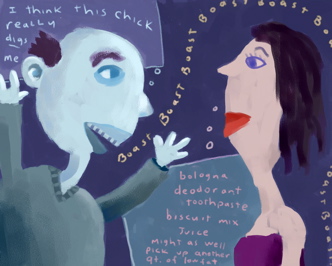 I think this chick
really
digs
me
Boast Boast Boast Boast Boast Boast
bologna
deodorant
toothpaste
biscuit mix
Juice
Might as well
pick up another
Qt. of lowfat